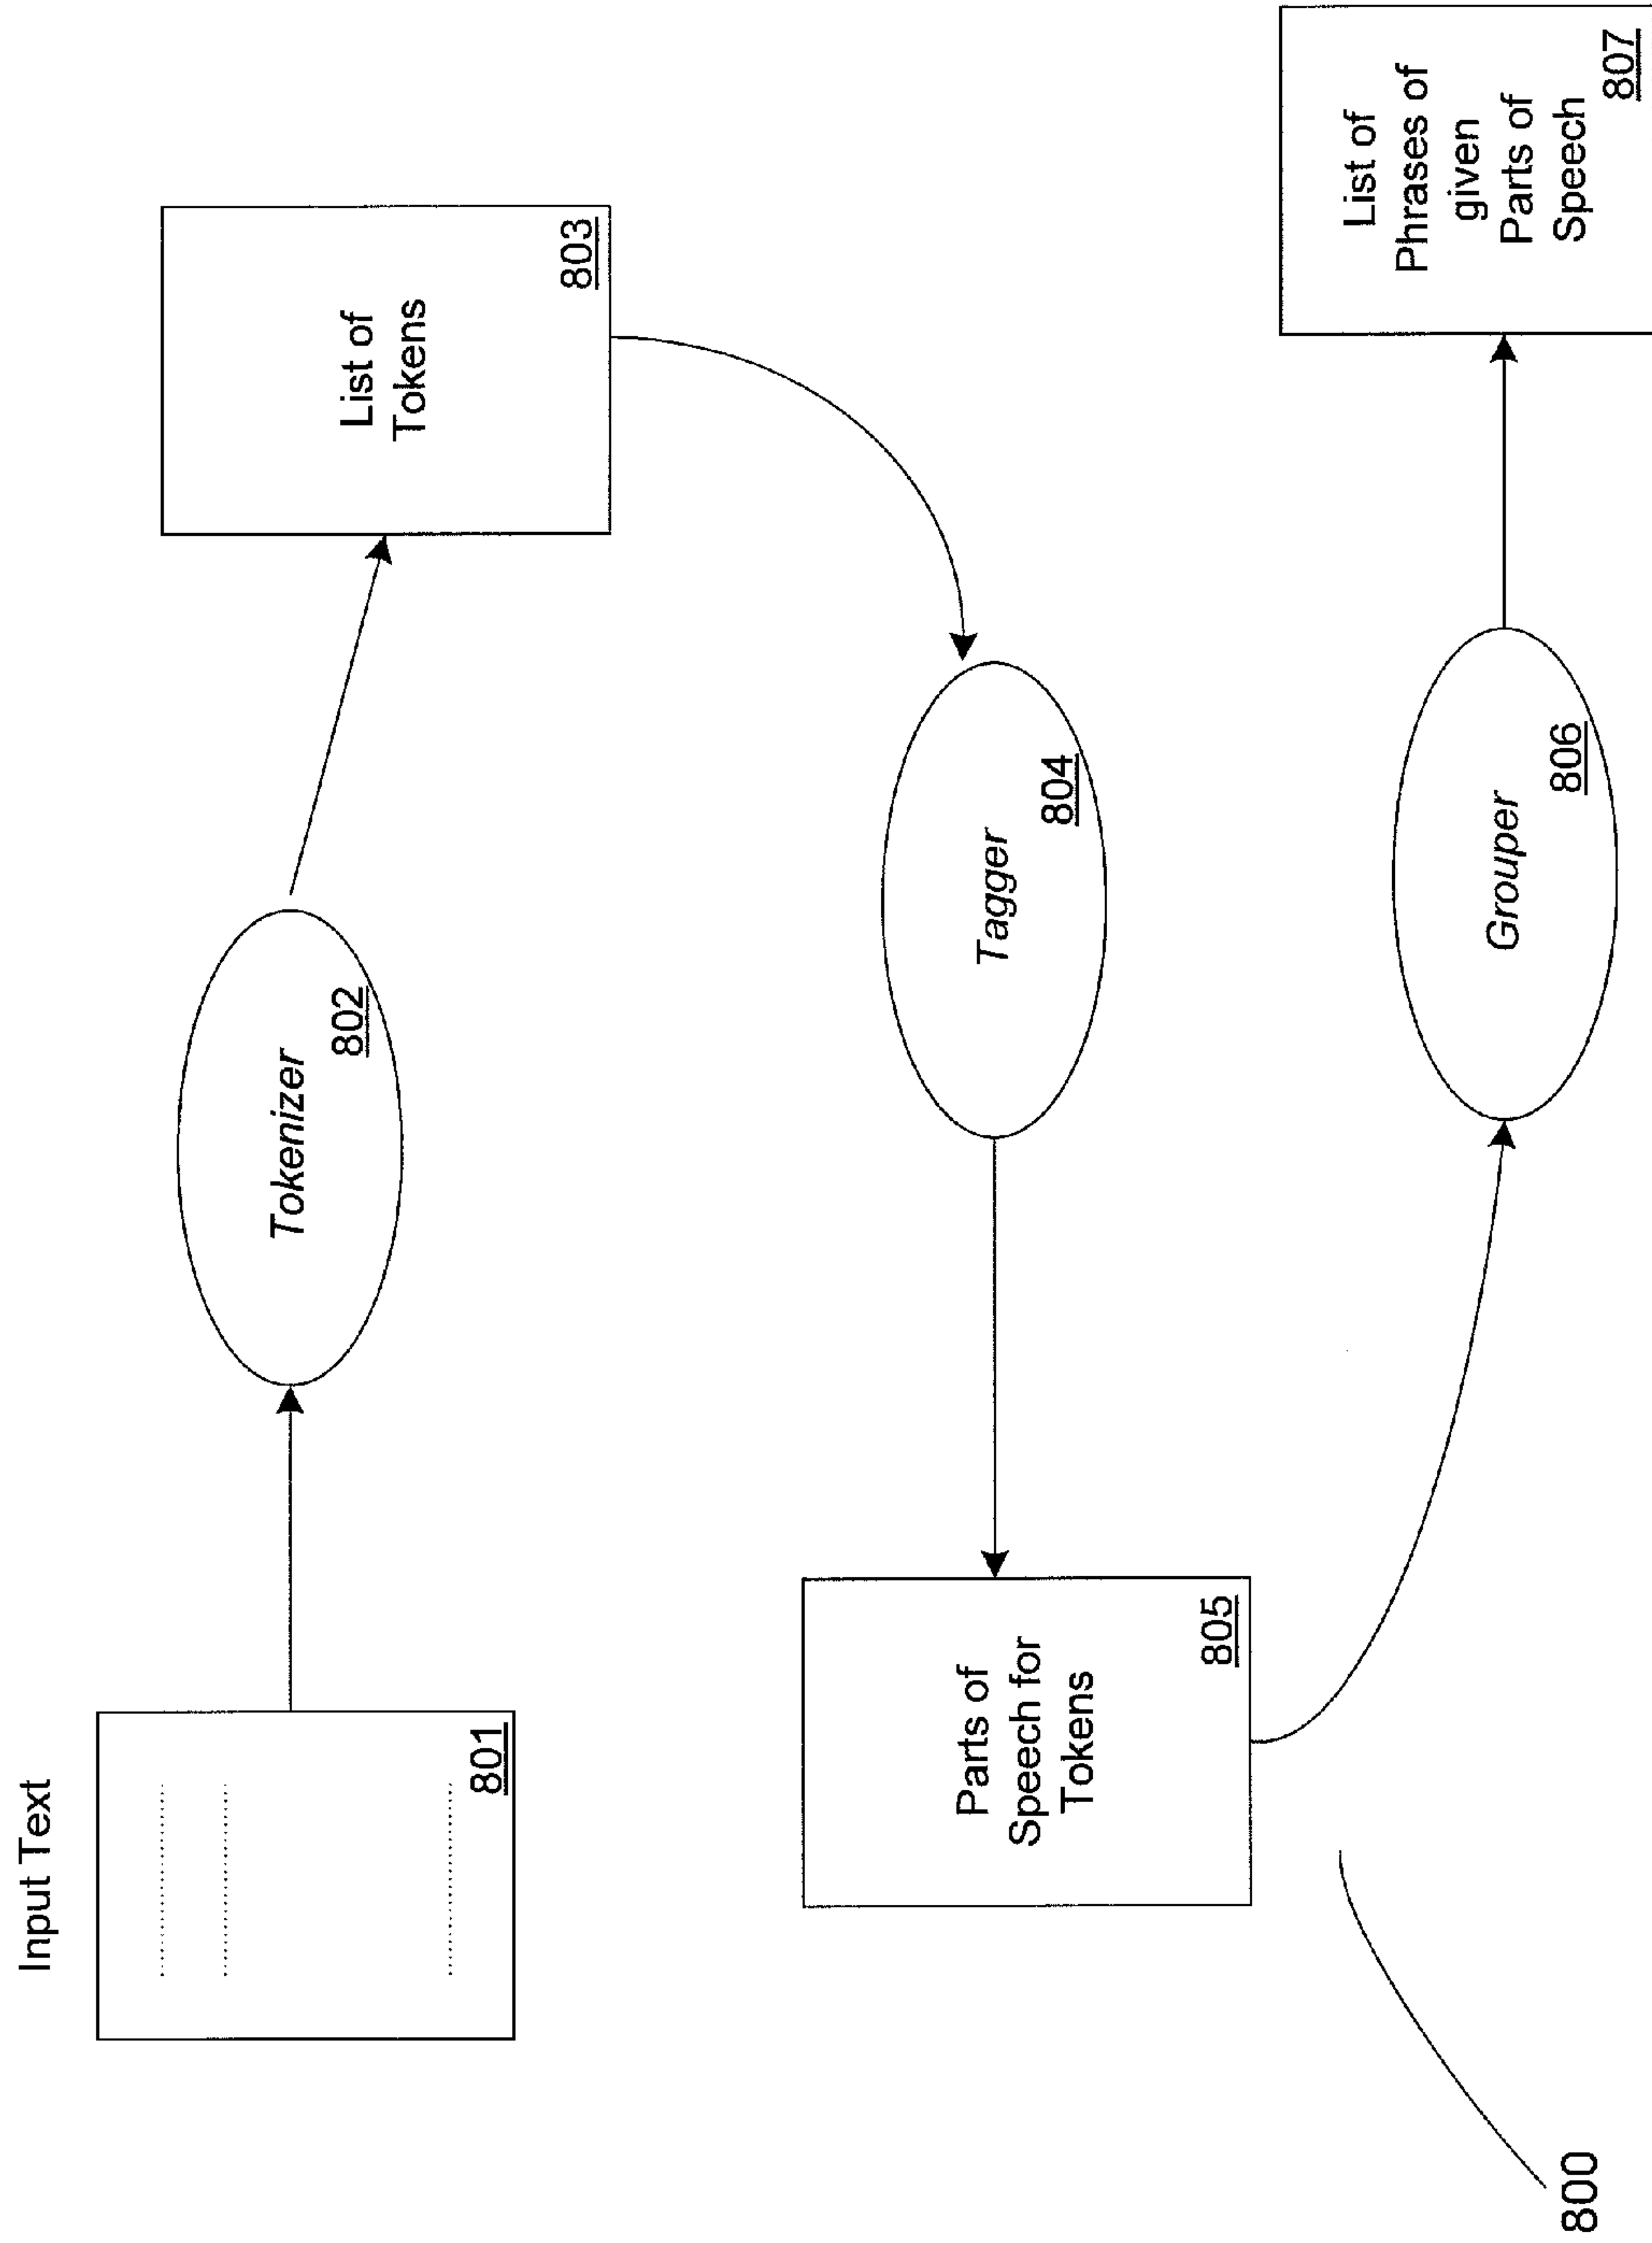 Input Text
801
Tokenizer
802
List of
Tokens
803
Tagger
804
Parts of
Speech for
Tokens
805
Grouper
806
List of
Phrases of
given
Parts of
Speech
807
800